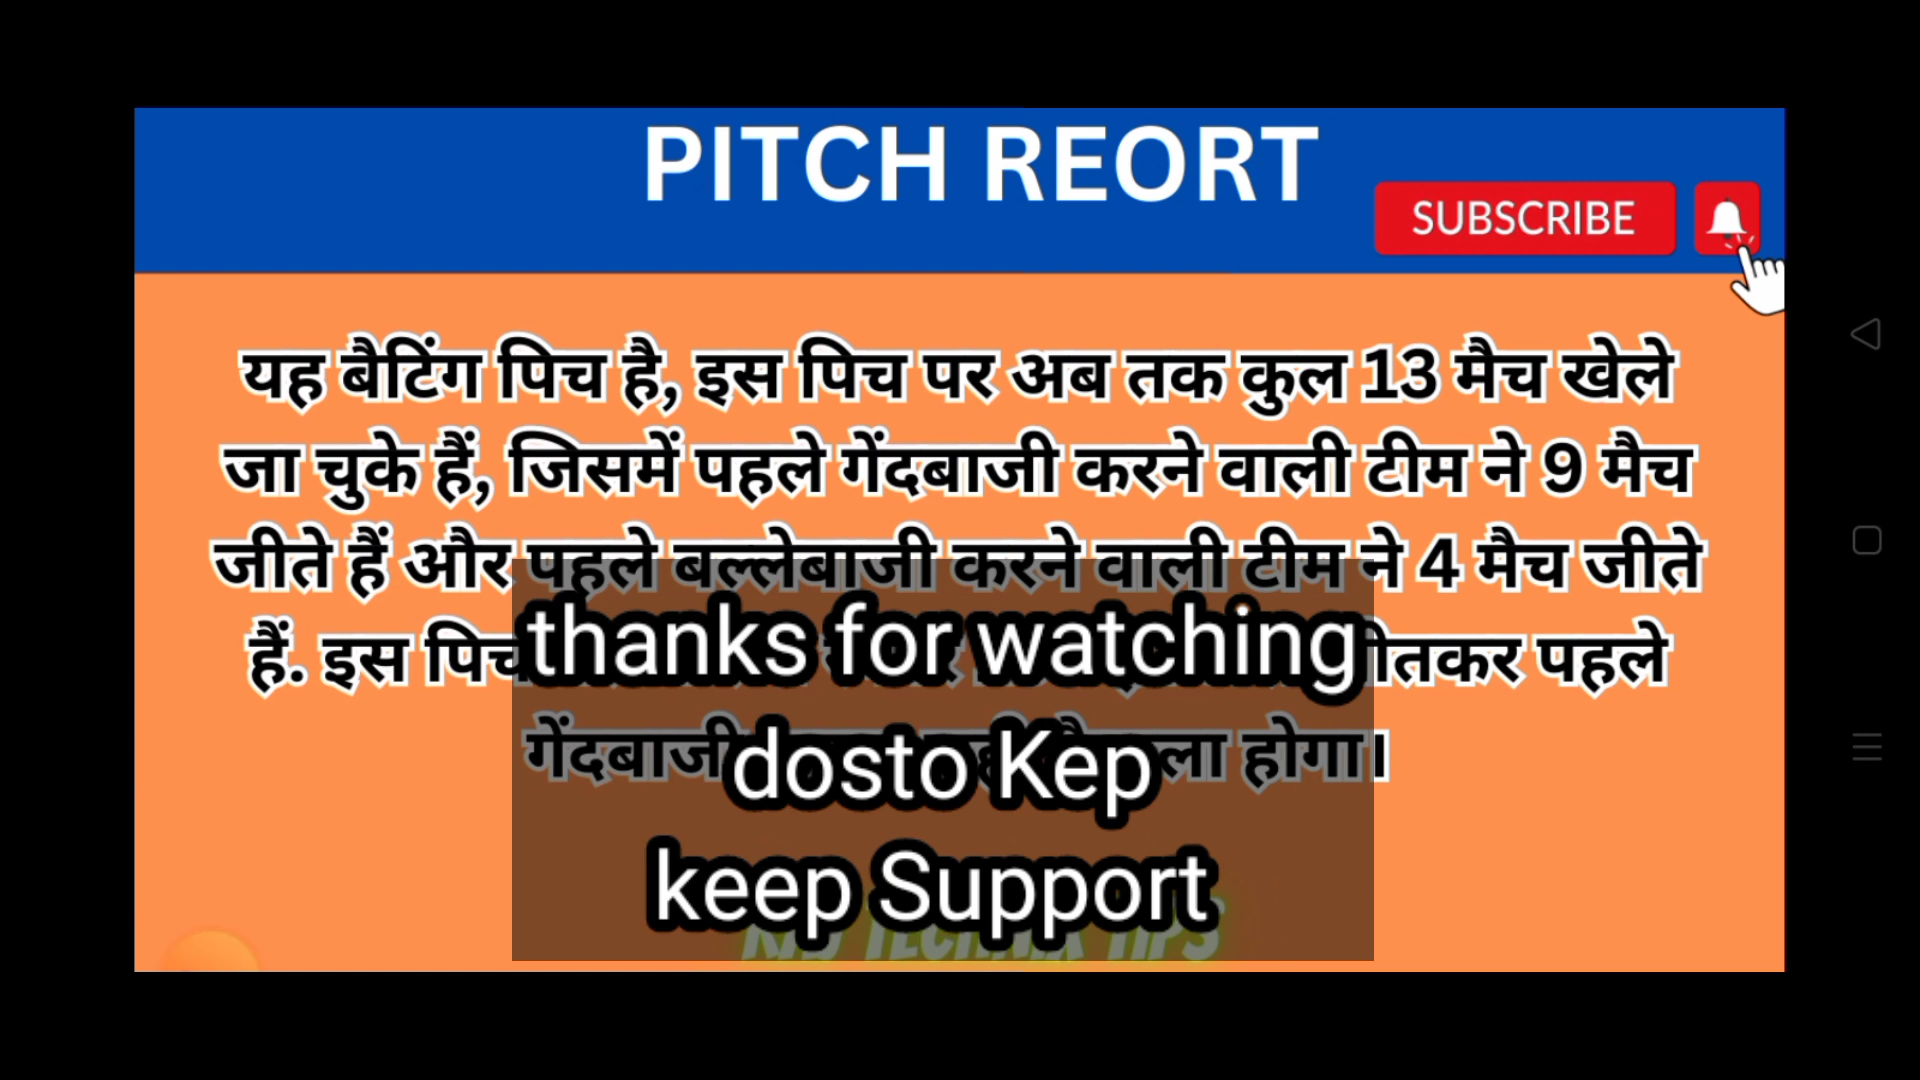 PITCH REORT
SUBSCRIBE
यह बैटिंग पिच है, इस पिच पर अब तक कुल 13 मैच खेले
जा चुके हैं, जिसमें पहले गेंदबाजी करने वाली टीम ने 9 मैच
जीते हैं और पहले बल्लेबाजी करने वाली टीम ने 4 मैच जीते
हैं. इस पिच पहले
गेंदबाजी होगा।
thanks for watching
dosto Kep
keep Support
TIPS